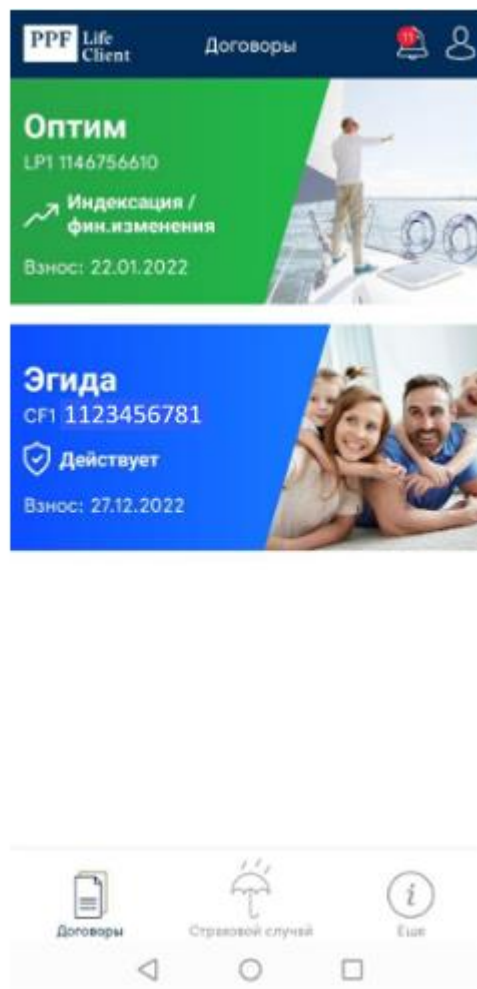 PPF Life Client
Договоры
11
Оптим
LP1 1146756610
Индексация /
фин.изменения
Взнос: 22.01.2022
Эгида
CF1 1123456781
Действует
Взнос: 27.12.2022
Договоры
Страховой случай
Еще